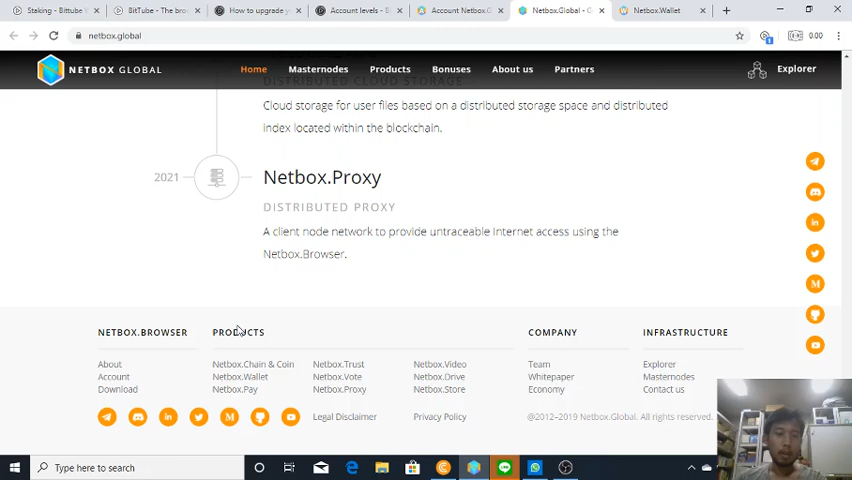 Staking - Bittube
BitTube - The bro
How to upgrade y
Account levels - B
Account Netbox.G
Netbox.Global - G
Netbox.Wallet
netbox.global
0.00
NETBOX GLOBAL
Home
Masternodes
Products
Bonuses
About us
Partners
Explorer
DISTRIBUTED CLOUD STORAGE
Cloud storage for user files based on a distributed storage space and distributed
index located within the blockchain.
2021
Netbox.Proxy
DISTRIBUTED PROXY
A client node network to provide untraceable Internet access using the
Netbox.Browser.
NETBOX.BROWSER
About
Account
Download
PRODUCTS
Netbox.Chain & Coin
Netbox.Wallet
Netbox.Pay
Netbox.Trust
Netbox.Vote
Netbox.Proxy
Netbox.Video
Netbox.Drive
Netbox.Store
COMPANY
Team
Whitepaper
Economy
INFRASTRUCTURE
Explorer
Masternodes
Contact us
Legal Disclaimer
Privacy Policy
@2012–2019 Netbox.Global. All rights reserved.
Type here to search